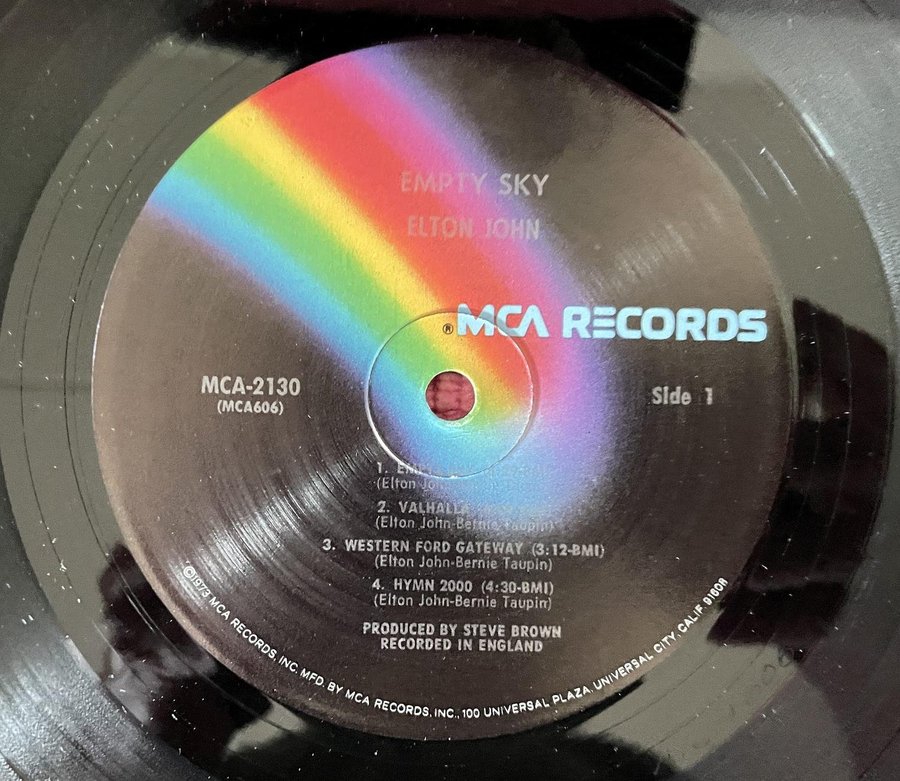 EMPTY SKY
ELTON JOHN
® MCA RECORDS
MCA-2130
(MCA606)
Side 1
1. EMPTY
(Elton John
2. VALHALLA
(Elton John-Bernie Taupin)
3. WESTERN FORD GATEWAY (3:12-BMI)
(Elton John-Bernie Taupin)
4. HYMN 2000 (4:30-BMI)
(Elton John-Bernie Taupin)
PRODUCED BY STEVE BROWN
RECORDED IN ENGLAND
©1973 MCA RECORDS, INC. MFD. BY MCA RECORDS, INC., 100 UNIVERSAL PLAZA, UNIVERSAL CITY, CALIF. 91608